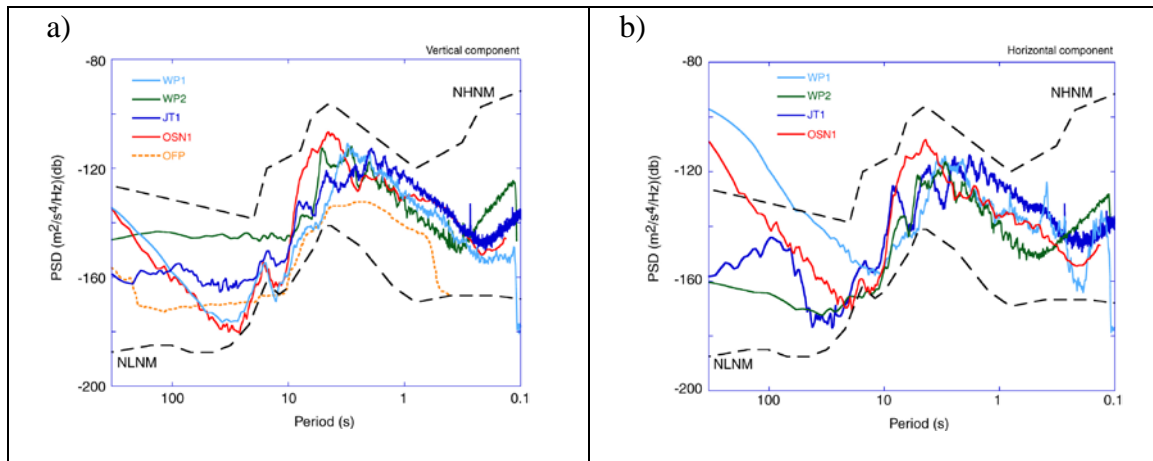 a)
Vertical component
-80
WP1
WP2
JT1
OSN1
OFP
NHNM
-120
-160
-200
NLNM
PSD (m2/s4/Hz)(db)
100
10
1
0.1
Period (s)
b)
Horizontal component
-80
WP1
WP2
JT1
OSN1
NHNM
-120
-160
-200
NLNM
PSD (m2/s4/Hz)(db)
100
10
1
0.1
Period (s)